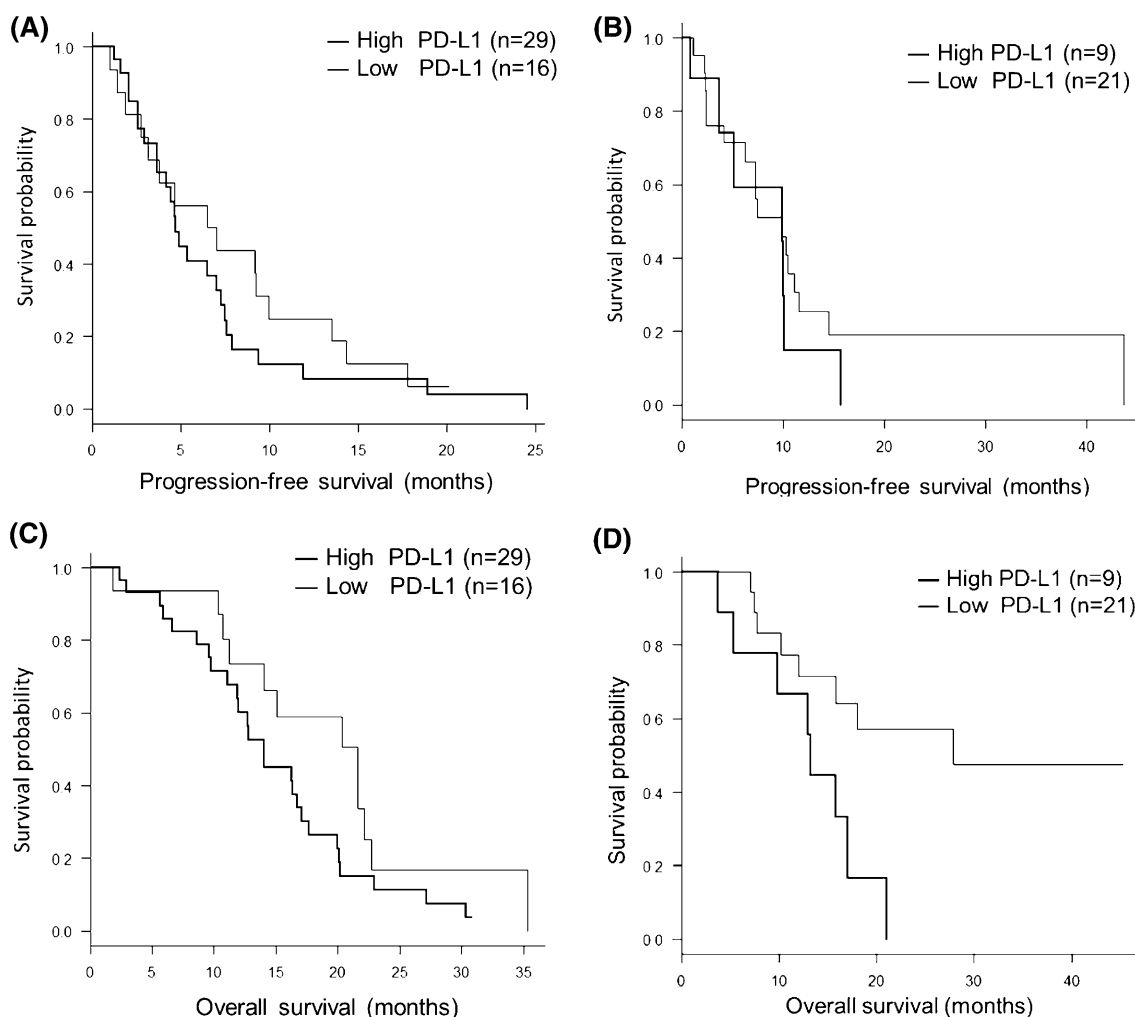 (A)
High PD-L1 (n=29)
Low PD-L1 (n=16)
1.0
0.8
0.6
0.4
0.2
0 0
Survival probability
0 5 10 15 20 25
Progression-free survival (months)
(B)
High PD-L1 (n=9)
Low PD-L1 (n=21)
1.0
0.8
0.6
0.4
0.2
0 0
Survival probability
0 10 20 30 40
Progression-free survival (months)
(C)
High PD-L1 (n=29)
Low PD-L1 (n=16)
1.0
0.8
0.6
0.4
0.2
0 0
Survival probability
0 5 10 15 20 25 30 35
Overall survival (months)
(D)
High PD-L1 (n=9)
Low PD-L1 (n=21)
1.0
0.8
0.6
0.4
0.2
0 0
Survival probability
0 10 20 30 40
Overall survival (months)